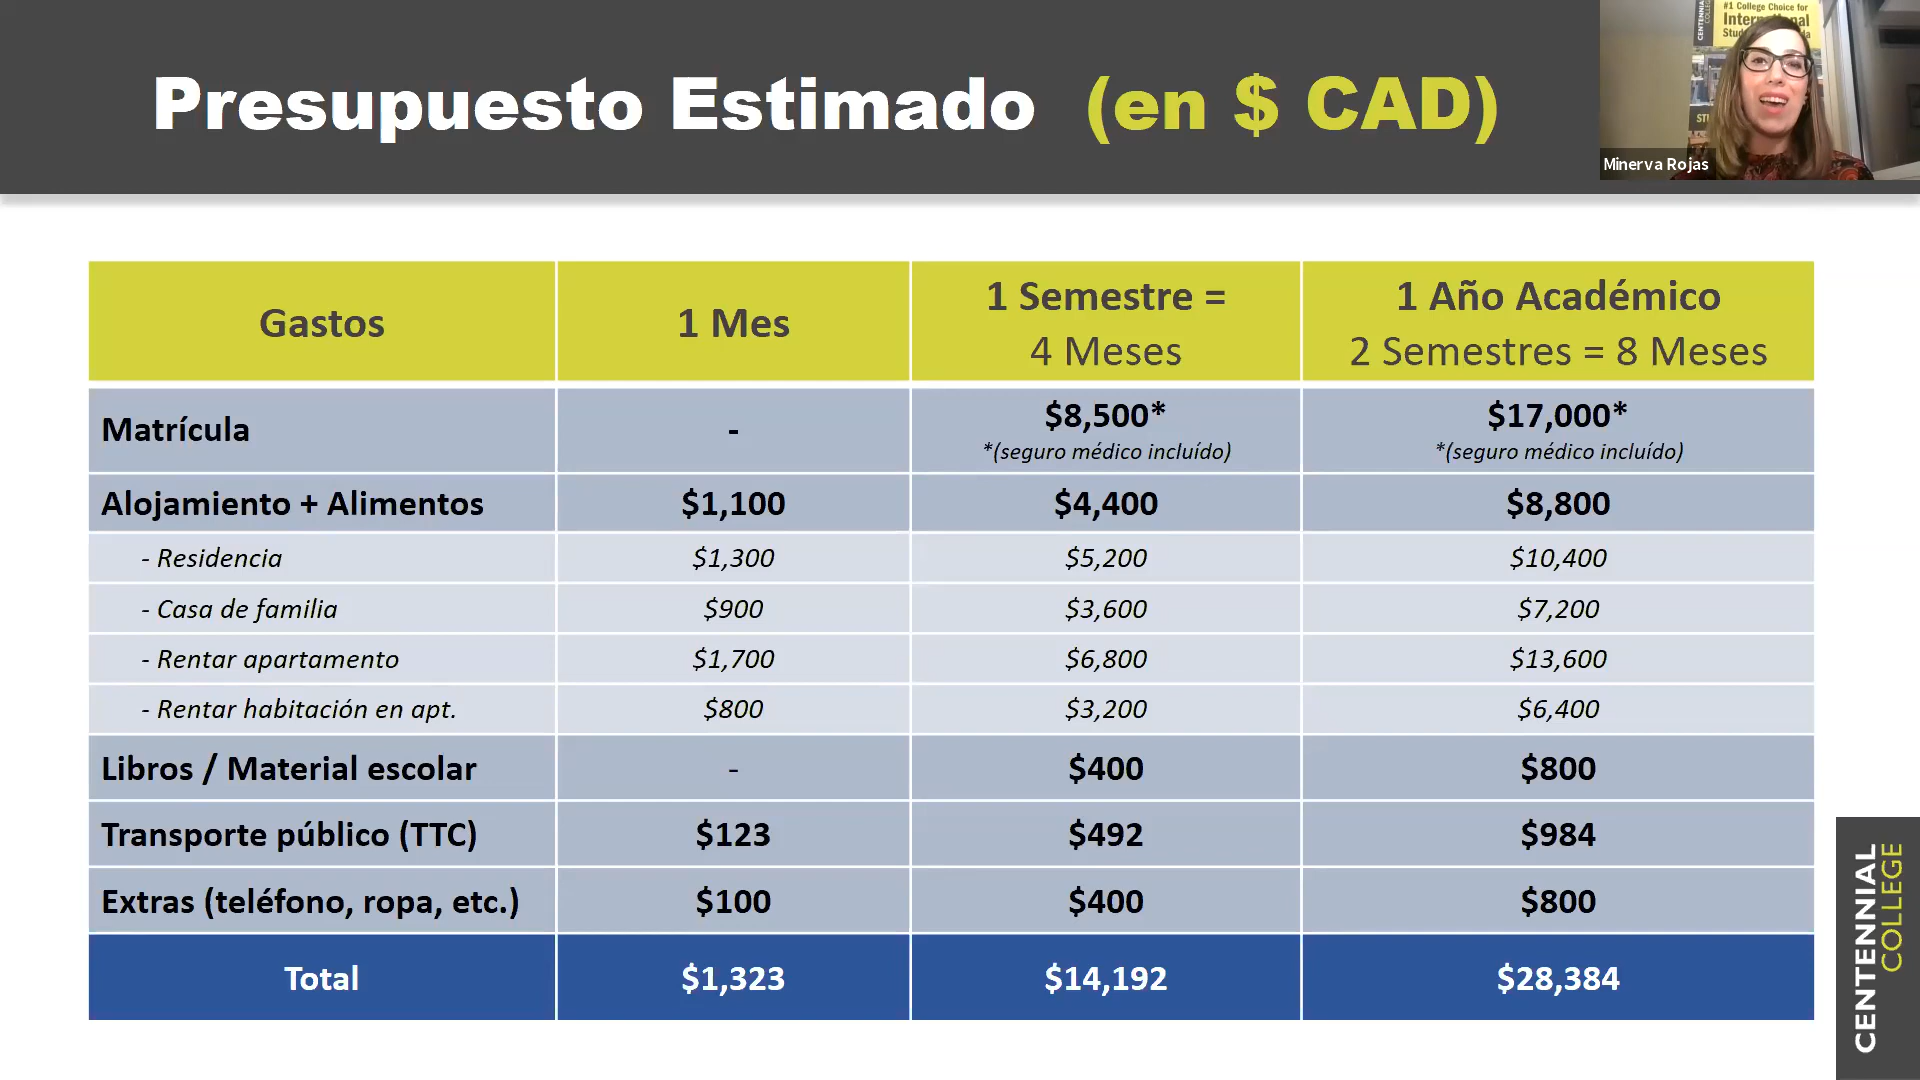 Presupuesto Estimado (en $ CAD)
#1 College Choice for
Minerva Rojas
Gastos
1 Mes
1 Semestre =
4 Meses
1 Año Académico
2 Semestres = 8 Meses
Matrícula
-
$8,500*
*(seguro médico incluído)
$17,000*
*(seguro médico incluído)
Alojamiento + Alimentos
$1,100
$4,400
$8,800
- Residencia
$1,300
$5,200
$10,400
- Casa de familia
$900
$3,600
$7,200
- Rentar apartamento
$1,700
$6,800
$13,600
- Rentar habitación en apt.
$800
$3,200
$6,400
Libros / Material escolar
-
$400
$800
Transporte público (TTC)
$123
$492
$984
Extras (teléfono, ropa, etc.)
$100
$400
$800
Total
$1,323
$14,192
$28,384
CENTENNIAL
COLLEGE